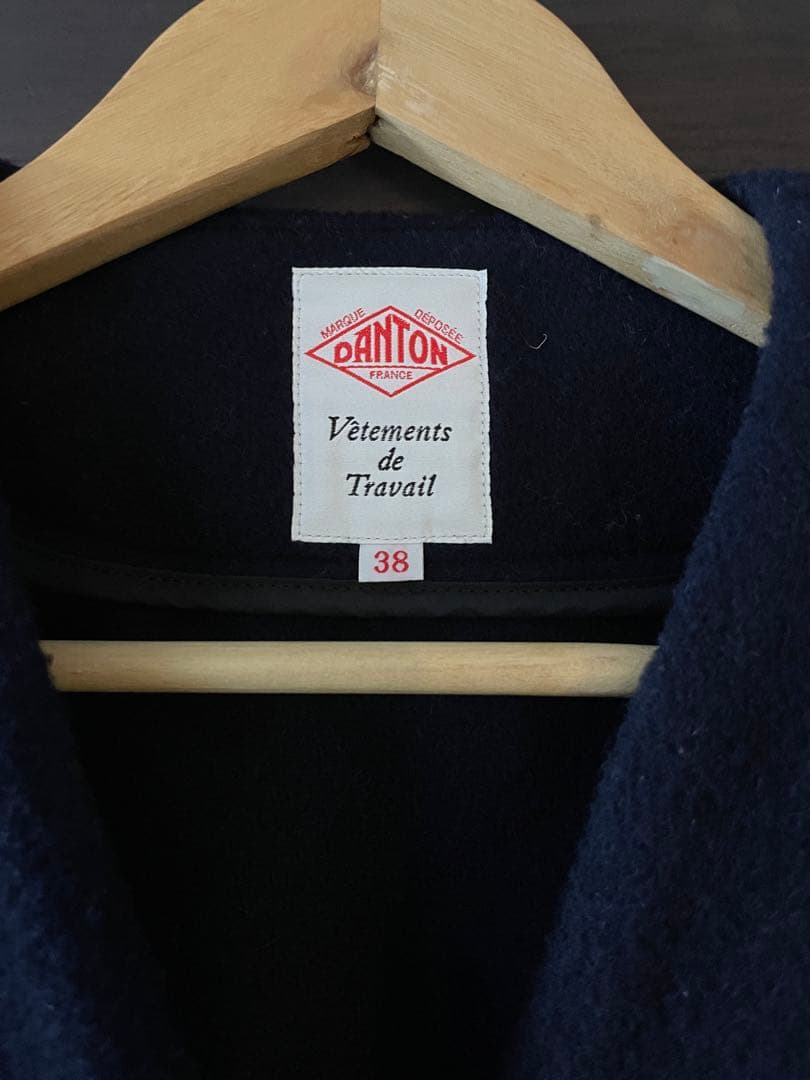 MARQUE DÉPOSÉE
DANTON
FRANCE
Vêtements
de
Travail
38